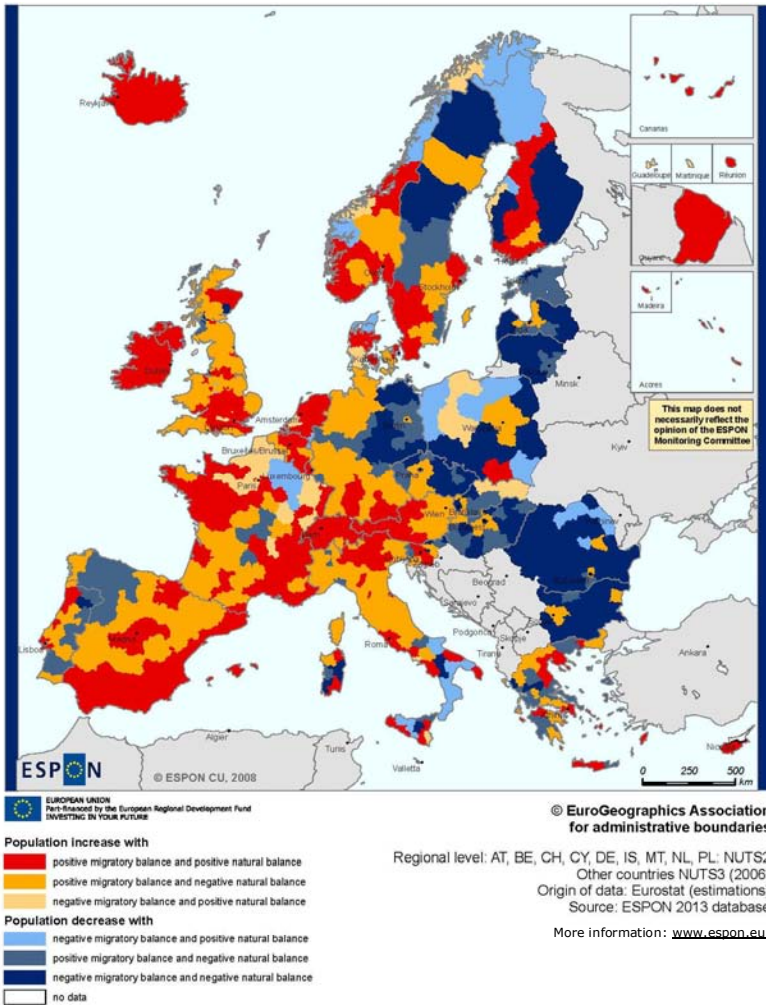 Reykjavik
Canarias
Guadeloupe
Martinique
Réunion
Guyane
Madeira
Acores
This map does not
necessarily reflect the
opinion of the ESPON
Monitoring Committee
Stockholm
Minsk
Kyiv
Amsterdam
Paris
Praha
Wien
Beograd
Sarajevo
Podgorica
Skopje
Tirana
Ankara
Roma
Madrid
Lisboa
Alger
Tunis
Valletta
ESPON
© ESPON CU, 2008
0 250 500
km
EUROPEAN UNION
Part-financed by the European Regional Development Fund
INVESTING IN YOUR FUTURE
© EuroGeographics Association
for administrative boundaries
Regional level: AT, BE, CH, CY, DE, IS, MT, NL, PL: NUTS2
Other countries NUTS3 (2006
Origin of data: Eurostat (estimations
Source: ESPON 2013 database
More information: www.espon.eu
Population increase with
positive migratory balance and positive natural balance
positive migratory balance and negative natural balance
negative migratory balance and positive natural balance
Population decrease with
negative migratory balance and positive natural balance
positive migratory balance and negative natural balance
negative migratory balance and negative natural balance
no data